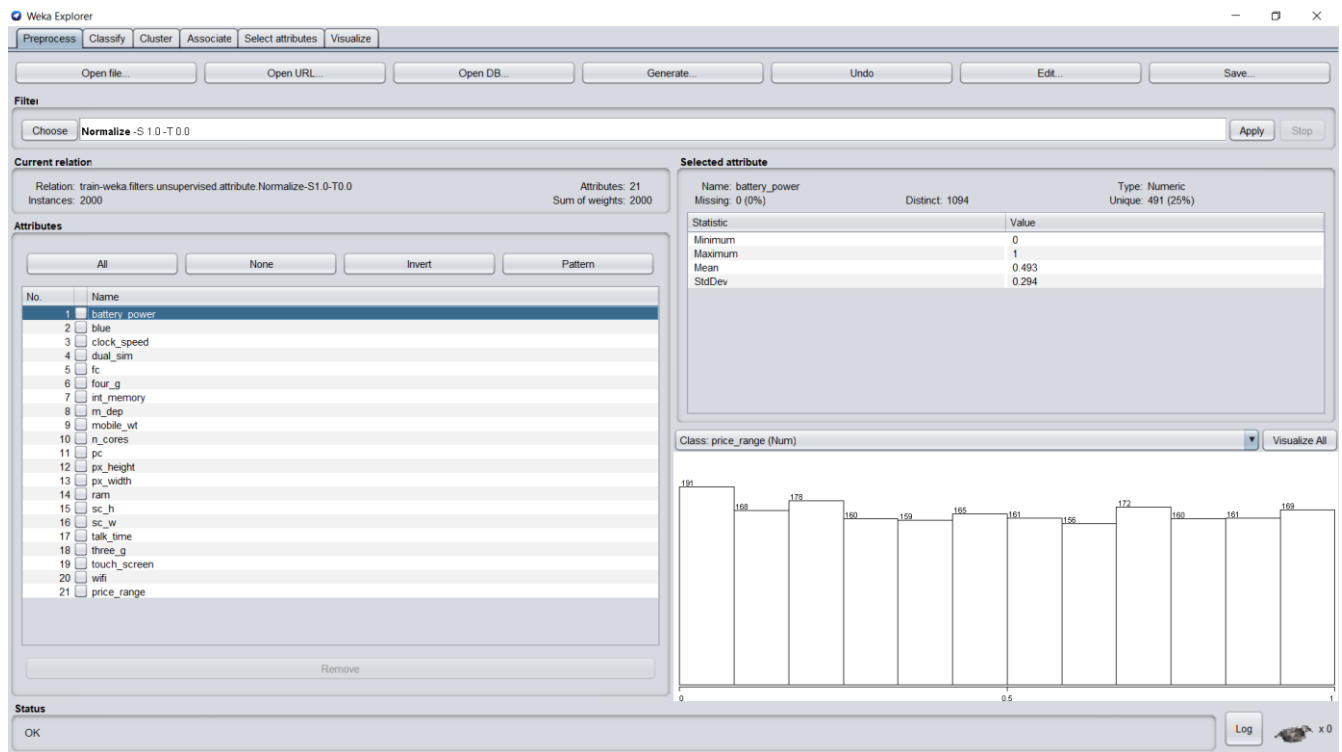 Weka Explorer
Preprocess Classify Cluster Associate Select attributes Visualize
Open file... Open URL... Open DB... Generate... Undo Edit... Save...
Filter
Choose Normalize -S 1.0 -T 0.0 Apply Stop
Current relation
Relation: train-weka.filters.unsupervised.attribute.Normalize-S1.0-T0.0 Attributes: 21
Instances: 2000 Sum of weights: 2000
Attributes
All None Invert Pattern
No. Name
1 battery_power
2 blue
3 clock_speed
4 dual_sim
5 fc
6 four_g
7 int_memory
8 m_dep
9 mobile_wt
10 n_cores
11 pc
12 px_height
13 px_width
14 ram
15 sc_h
16 sc_w
17 talk_time
18 three_g
19 touch_screen
20 wifi
21 price_range
Remove
Selected attribute
Name: battery_power Type: Numeric
Missing: 0 (0%) Distinct: 1094 Unique: 491 (25%)
Statistic Value
Minimum 0
Maximum 1
Mean 0.493
StdDev 0.294
Class: price_range (Num) Visualize All
191 168 178 160 159 165 161 156 172 160 161 169
0 0.5 1
Status
OK Log x 0